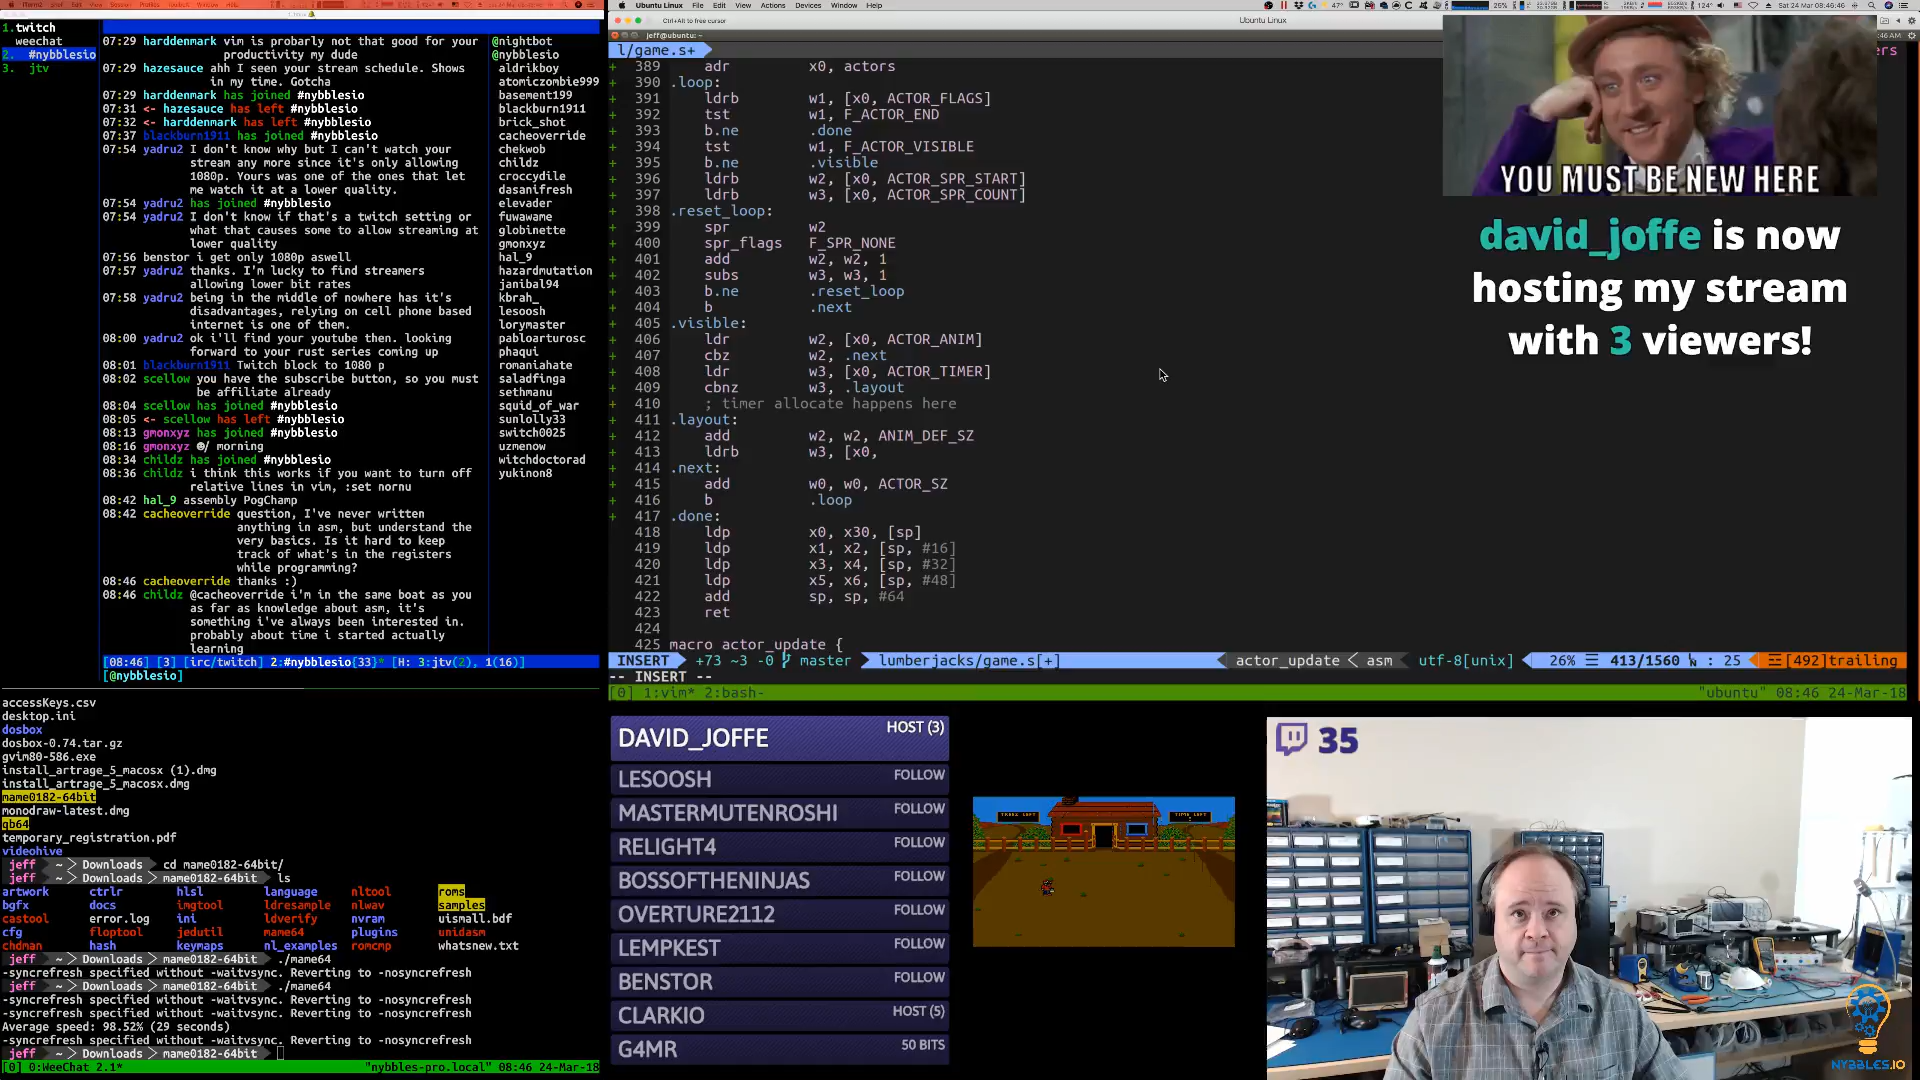 Ubuntu Linux File Edit View Actions Devices Window Help
Sat 24 Mar 08:46:46
Ctrl+Alt to free cursor
Ubuntu Linux
jeff@ubuntu: ~
1.twitch
weechat
2. #nybblesio
3. jtv
07:29 harddenmark vim is probarly not that good for your
productivity my dude
07:29 hazesauce ahh I seen your stream schedule. Shows
in my time. Gotcha
07:29 harddenmark has joined #nybblesio
07:31 <- hazesauce has left #nybblesio
07:32 <- harddenmark has left #nybblesio
07:37 blackburn1911 has joined #nybblesio
07:54 yadru2 I don't know why but I can't watch your
stream any more since it's only allowing
1080p. Yours was one of the ones that let
me watch it at a lower quality.
07:54 yadru2 has joined #nybblesio
07:54 yadru2 I don't know if that's a twitch setting or
what that causes some to allow streaming at
lower quality
07:56 benstor i get only 1080p aswell
07:57 yadru2 thanks. I'm lucky to find streamers
allowing lower bit rates
07:58 yadru2 being in the middle of nowhere has it's
disadvantages, relying on cell phone based
internet is one of them.
08:00 yadru2 ok i'll find your youtube then. looking
forward to your rust series coming up
08:01 blackburn1911 Twitch block to 1080 p
08:02 scellow you have the subscribe button, so you must
be affiliate already
08:04 scellow has joined #nybblesio
08:05 <- scellow has left #nybblesio
08:13 gmonxyz has joined #nybblesio
08:16 gmonxyz ☻/ morning
08:34 childz has joined #nybblesio
08:36 childz i think this works if you want to turn off
relative lines in vim, :set nornu
08:42 hal_9 assembly PogChamp
08:42 cacheoverride question, I've never written
anything in asm, but understand the
very basics. Is it hard to keep
track of what's in the registers
while programming?
08:46 cacheoverride thanks :)
08:46 childz @cacheoverride i'm in the same boat as you
as far as knowledge about asm, it's
something i've always been interested in.
probably about time i started actually
learning
[08:46] [3] [irc/twitch] 2:#nybblesio{33}* [H: 3:jtv(2), 1(16)]
[@nybblesio]
@nightbot
@nybblesio
aldrikboy
atomiczombie999
basement199
blackburn1911
brick_shot
cacheoverride
chekwob
childz
croccydile
dasanifresh
elevader
fuwawame
globinette
gmonxyz
hal_9
hazardmutation
janibal94
kbrah_
lesoosh
lorymaster
pabloarturosc
phaqui
romaniahate
saladfinga
sethmanu
squid_of_war
sunlolly33
switch0025
uzmenow
witchdoctorad
yukinon8
l/game.s+
+ 389 adr x0, actors
+ 390 .loop:
+ 391 ldrb w1, [x0, ACTOR_FLAGS]
+ 392 tst w1, F_ACTOR_END
+ 393 b.ne .done
+ 394 tst w1, F_ACTOR_VISIBLE
+ 395 b.ne .visible
+ 396 ldrb w2, [x0, ACTOR_SPR_START]
+ 397 ldrb w3, [x0, ACTOR_SPR_COUNT]
+ 398 .reset_loop:
+ 399 spr w2
+ 400 spr_flags F_SPR_NONE
+ 401 add w2, w2, 1
+ 402 subs w3, w3, 1
+ 403 b.ne .reset_loop
+ 404 b .next
+ 405 .visible:
+ 406 ldr w2, [x0, ACTOR_ANIM]
+ 407 cbz w2, .next
+ 408 ldr w3, [x0, ACTOR_TIMER]
+ 409 cbnz w3, .layout
+ 410 ; timer allocate happens here
+ 411 .layout:
+ 412 add w2, w2, ANIM_DEF_SZ
+ 413 ldrb w3, [x0,
+ 414 .next:
+ 415 add w0, w0, ACTOR_SZ
+ 416 b .loop
+ 417 .done:
418 ldp x0, x30, [sp]
419 ldp x1, x2, [sp, #16]
420 ldp x3, x4, [sp, #32]
421 ldp x5, x6, [sp, #48]
422 add sp, sp, #64
423 ret
424
425 macro actor_update {
INSERT +73 ~3 -0 master lumberjacks/game.s[+] actor_update < asm utf-8[unix] 26% 413/1560 : 25 [492]trailing
-- INSERT --
[0] 1:vim* 2:bash- "ubuntu" 08:46 24-Mar-18
YOU MUST BE NEW HERE
david_joffe is now
hosting my stream
with 3 viewers!
accessKeys.csv
desktop.ini
dosbox
dosbox-0.74.tar.gz
gvim80-586.exe
install_artrage_5_macosx (1).dmg
install_artrage_5_macosx.dmg
mame0182-64bit
monodraw-latest.dmg
gb64
temporary_registration.pdf
videohive
jeff ~ > Downloads > cd mame0182-64bit/
jeff ~ > Downloads > mame0182-64bit > ls
artwork ctrlr hlsl language nltool roms
bgfx docs imgtool ldresample nlwav samples
castool error.log ini ldverify nvram uismall.bdf
cfg floptool jedutil mame64 plugins unidasm
chdman hash keymaps nl_examples romcmp whatsnew.txt
jeff ~ > Downloads > mame0182-64bit > ./mame64
-syncrefresh specified without -waitvsync. Reverting to -nosyncrefresh
jeff ~ > Downloads > mame0182-64bit > ./mame64
-syncrefresh specified without -waitvsync. Reverting to -nosyncrefresh
-syncrefresh specified without -waitvsync. Reverting to -nosyncrefresh
Average speed: 98.52% (29 seconds)
-syncrefresh specified without -waitvsync. Reverting to -nosyncrefresh
jeff ~ > Downloads > mame0182-64bit >
[0] 0:WeeChat 2.1* "nybbles-pro.local" 08:46 24-Mar-18
DAVID_JOFFE HOST (3)
LESOOSH FOLLOW
MASTERMUTENROSHI FOLLOW
RELIGHT4 FOLLOW
BOSSOFTHENINJAS FOLLOW
OVERTURE2112 FOLLOW
LEMPKEST FOLLOW
BENSTOR FOLLOW
CLARKIO HOST (5)
G4MR 50 BITS
TREES LEFT
TIME LEFT
35
NYBBLES.IO